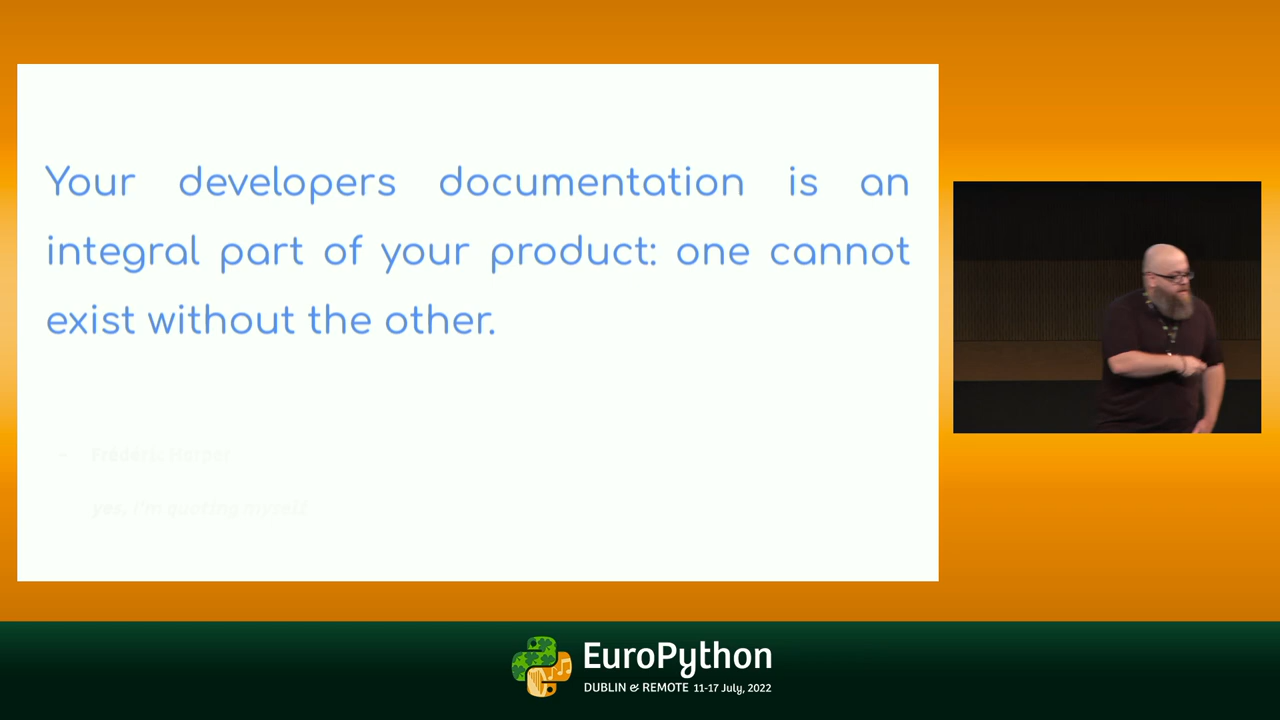 Your developers documentation is an
integral part of your product: one cannot
exist without the other.
– Frédéric Harper
yes, I'm quoting myself
EuroPython
DUBLIN & REMOTE 11-17 July, 2022